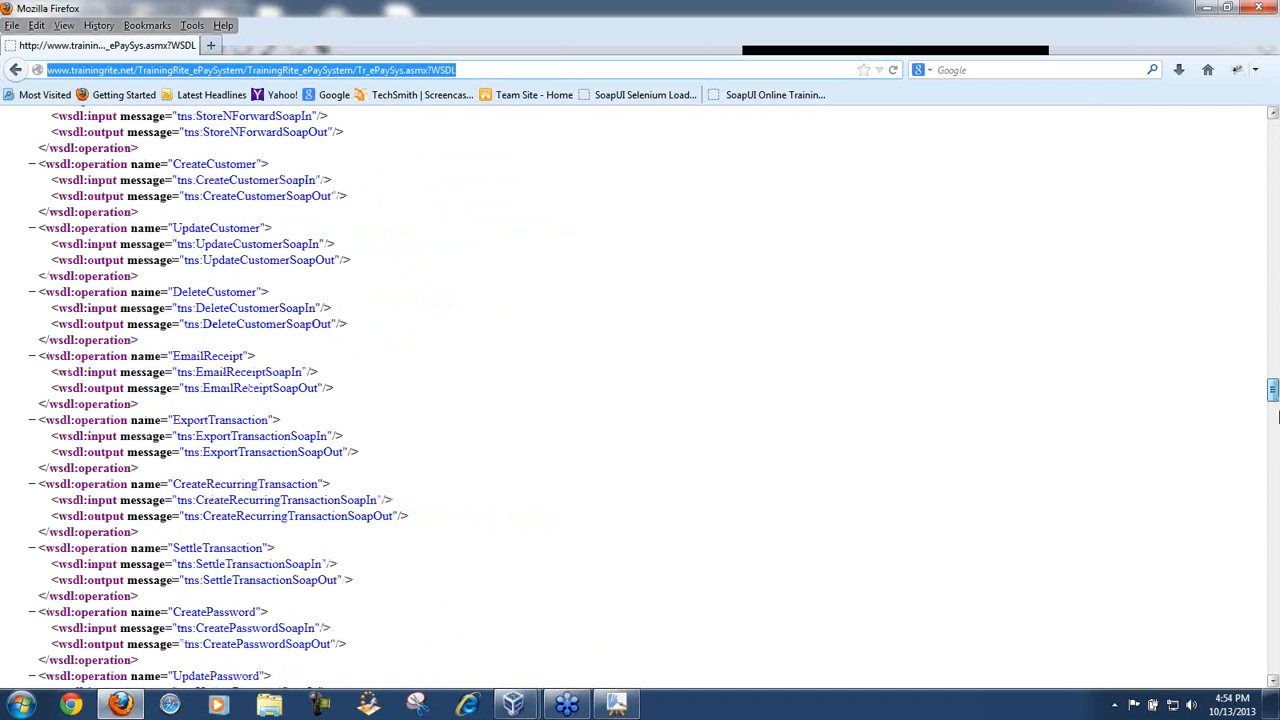 Mozilla Firefox
File Edit View History Bookmarks Tools Help
http://www.trainin..._ePaySys.asmx?WSDL +
www.trainingrite.net/TrainingRite_ePaySystem/TrainingRite_ePaySystem/Tr_ePaySys.asmx?WSDL Google
Most Visited Getting Started Latest Headlines Yahoo! Google TechSmith | Screencas... Team Site - Home SoapUI Selenium Load... SoapUI Online Trainin...
<wsdl:input message="tns:StoreNForwardSoapIn"/>
<wsdl:output message="tns:StoreNForwardSoapOut"/>
</wsdl:operation>
−<wsdl:operation name="CreateCustomer">
<wsdl:input message="tns:CreateCustomerSoapIn"/>
<wsdl:output message="tns:CreateCustomerSoapOut"/>
</wsdl:operation>
−<wsdl:operation name="UpdateCustomer">
<wsdl:input message="tns:UpdateCustomerSoapIn"/>
<wsdl:output message="tns:UpdateCustomerSoapOut"/>
</wsdl:operation>
−<wsdl:operation name="DeleteCustomer">
<wsdl:input message="tns:DeleteCustomerSoapIn"/>
<wsdl:output message="tns:DeleteCustomerSoapOut"/>
</wsdl:operation>
−<wsdl:operation name="EmailReceipt">
<wsdl:input message="tns:EmailReceiptSoapIn"/>
<wsdl:output message="tns:EmailReceiptSoapOut"/>
</wsdl:operation>
−<wsdl:operation name="ExportTransaction">
<wsdl:input message="tns:ExportTransactionSoapIn"/>
<wsdl:output message="tns:ExportTransactionSoapOut"/>
</wsdl:operation>
−<wsdl:operation name="CreateRecurringTransaction">
<wsdl:input message="tns:CreateRecurringTransactionSoapIn"/>
<wsdl:output message="tns:CreateRecurringTransactionSoapOut"/>
</wsdl:operation>
−<wsdl:operation name="SettleTransaction">
<wsdl:input message="tns:SettleTransactionSoapIn"/>
<wsdl:output message="tns:SettleTransactionSoapOut"/>
</wsdl:operation>
−<wsdl:operation name="CreatePassword">
<wsdl:input message="tns:CreatePasswordSoapIn"/>
<wsdl:output message="tns:CreatePasswordSoapOut"/>
</wsdl:operation>
−<wsdl:operation name="UpdatePassword">
4:54 PM
10/13/2013